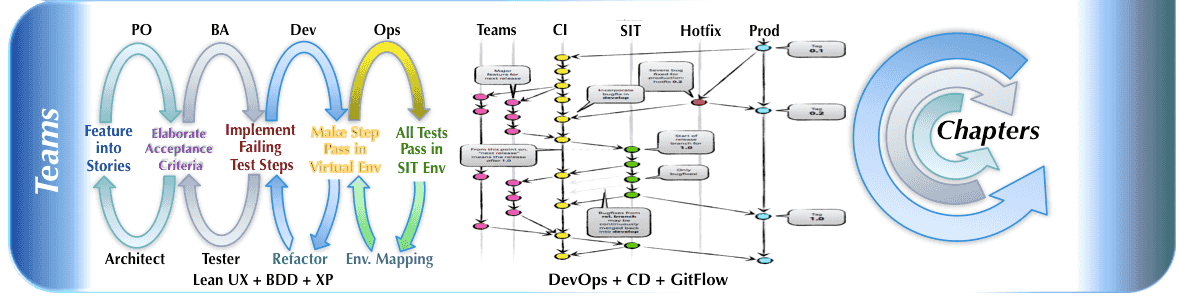 Teams
PO
BA
Dev
Ops
Feature
into
Stories
Elaborate
Acceptance
Criteria
Implement
Failing
Test Steps
Make Step
Pass in
Virtual Env
All Tests
Pass in
SIT Env
Architect
Tester
Refactor
Env. Mapping
Lean UX + BDD + XP
Teams
CI
SIT
Hotfix
Prod
Tag
0.1
Major
feature for
next release
Severe bug
fixed for
production:
hotfix 0.2
Incorporate
bugfix in
develop
Tag
0.2
Start of
release
branch for
1.0
From this point on,
"next release"
means the release
after 1.0
Only
bugfixes!
Bugfixes from
rel. branch
may be
continuously
merged back
into develop
Tag
1.0
DevOps + CD + GitFlow
Chapters